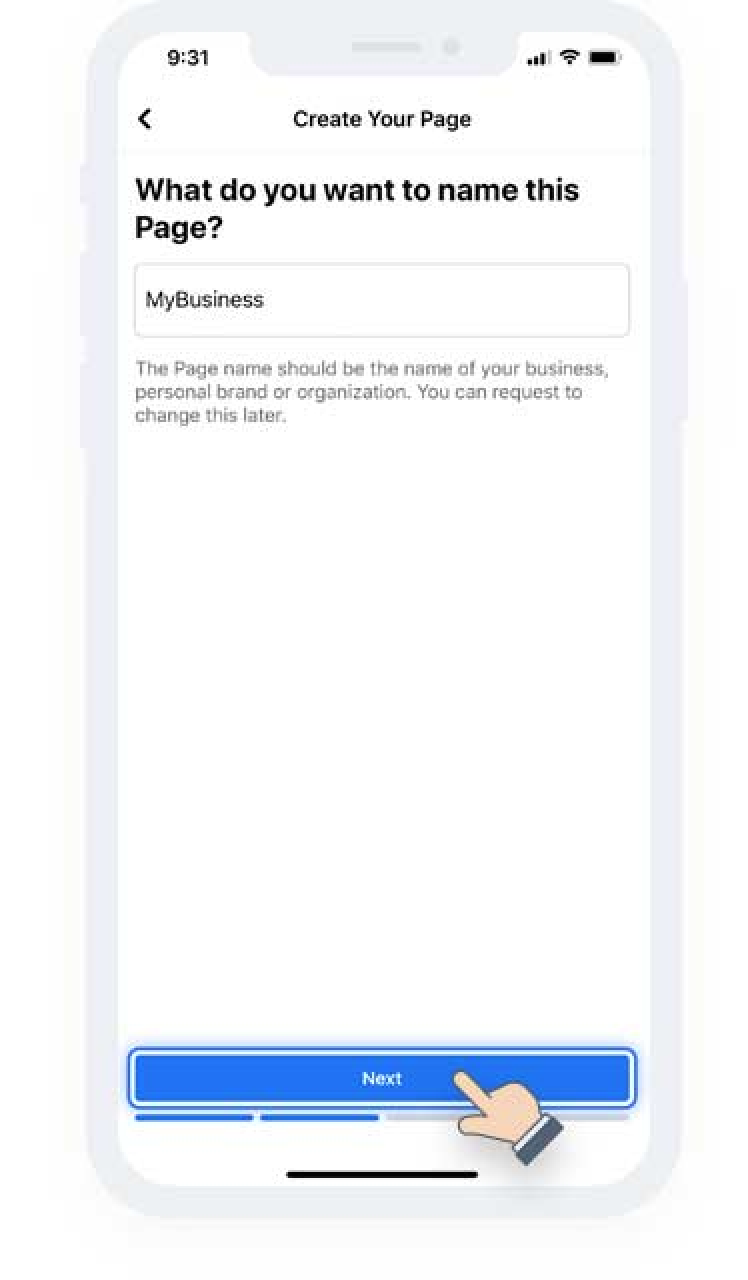 9:31
Create Your Page
What do you want to name this
Page?
MyBusiness
The Page name should be the name of your business,
personal brand or organization. You can request to
change this later.
Next